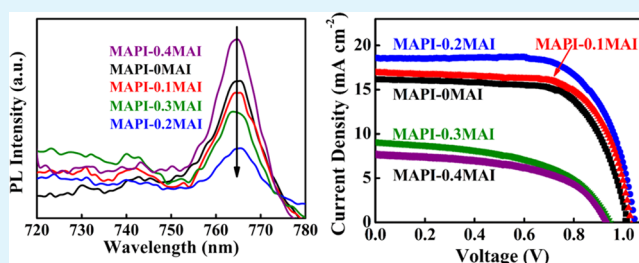 PL Intensity (a.u.)
MAPI-0.4MAI
MAPI-0MAI
MAPI-0.1MAI
MAPI-0.3MAI
MAPI-0.2MAI
720 730 740 750 760 770 780
Wavelength (nm)
Current Density (mA cm⁻²)
20
15
10
5
0
MAPI-0.2MAI
MAPI-0.1MAI
MAPI-0MAI
MAPI-0.3MAI
MAPI-0.4MAI
0.0 0.2 0.4 0.6 0.8 1.0
Voltage (V)